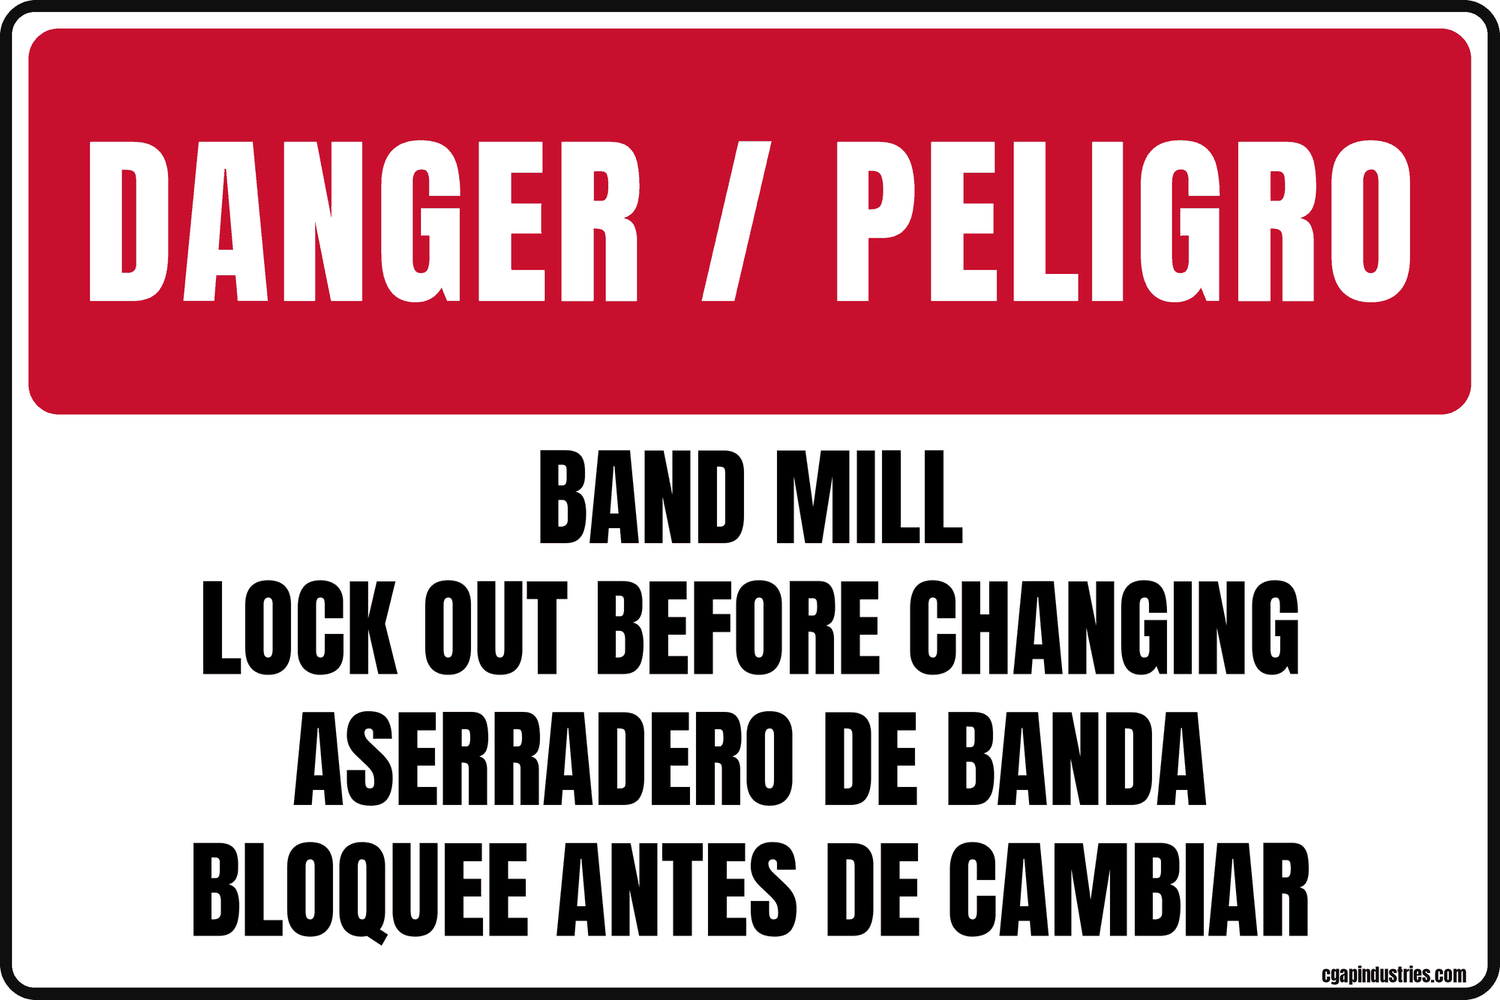 DANGER / PELIGRO
BAND MILL
LOCK OUT BEFORE CHANGING
ASERRADERO DE BANDA
BLOQUEE ANTES DE CAMBIAR
cgapindustries.com